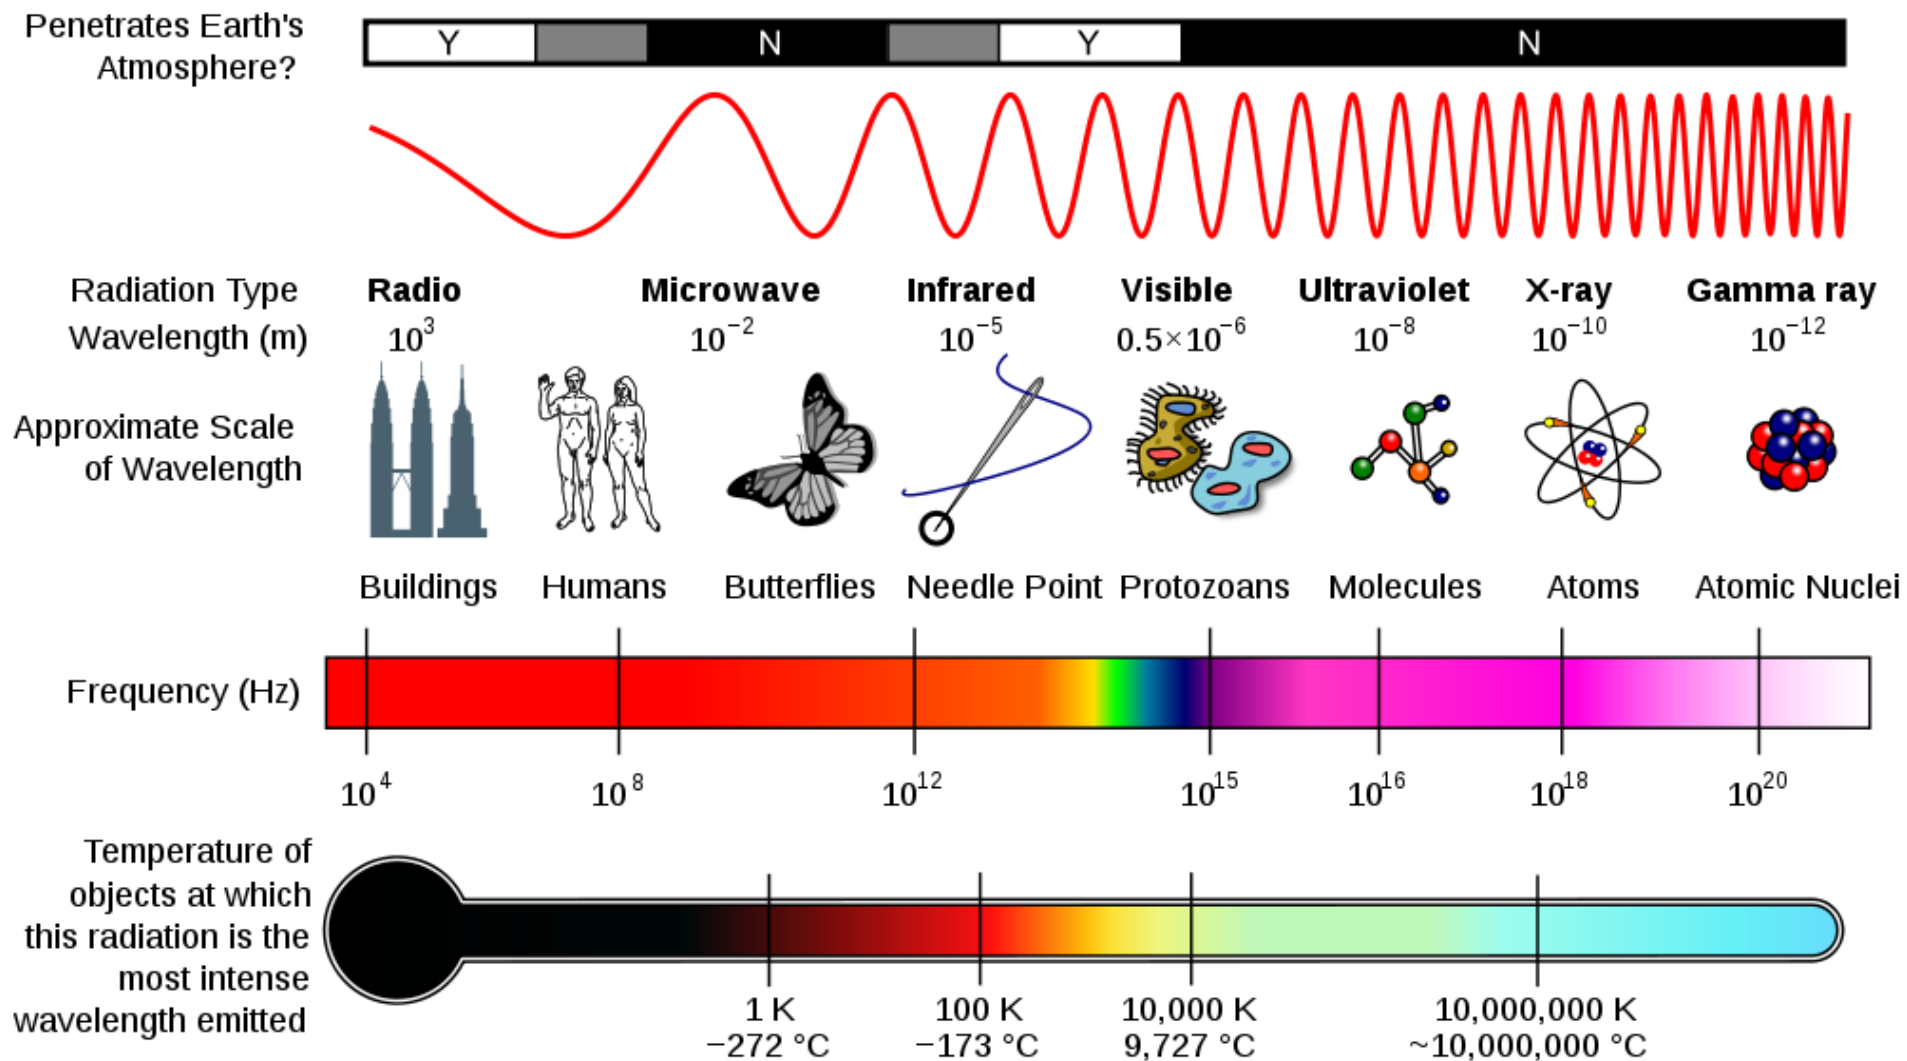 Penetrates Earth's
Atmosphere?
Y N Y N
Radiation Type
Radio Microwave Infrared Visible Ultraviolet X-ray Gamma ray
Wavelength (m)
10³ 10⁻² 10⁻⁵ 0.5×10⁻⁶ 10⁻⁸ 10⁻¹⁰ 10⁻¹²
Approximate Scale
of Wavelength
Buildings Humans Butterflies Needle Point Protozoans Molecules Atoms Atomic Nuclei
Frequency (Hz)
10⁴ 10⁸ 10¹² 10¹⁵ 10¹⁶ 10¹⁸ 10²⁰
Temperature of
objects at which
this radiation is the
most intense
wavelength emitted
1 K 100 K 10,000 K 10,000,000 K
−272 °C −173 °C 9,727 °C ~10,000,000 °C